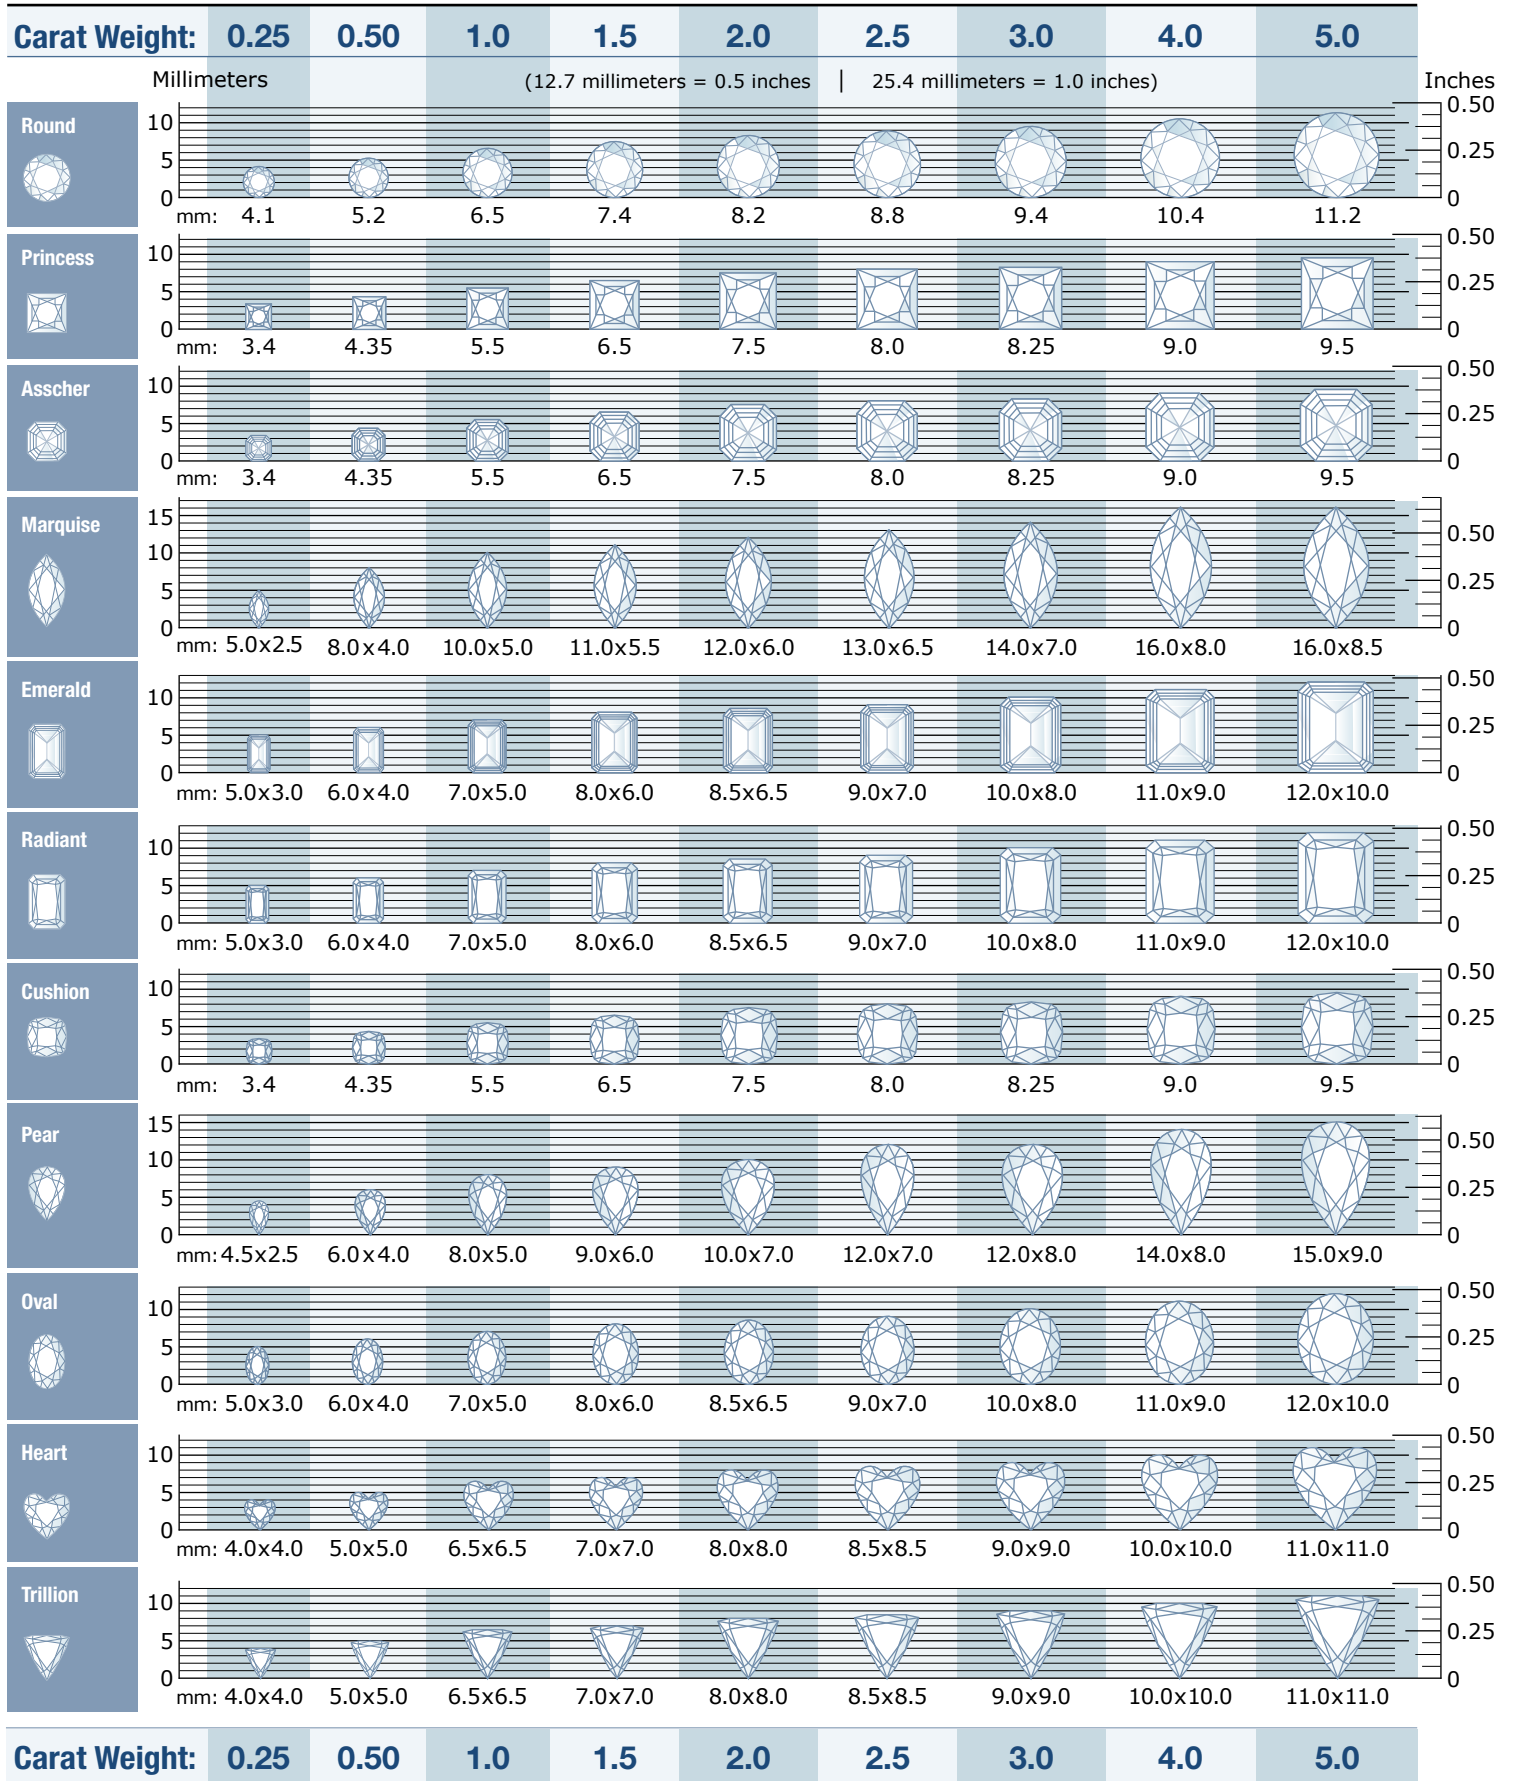 Carat Weight: 0.25 0.50 1.0 1.5 2.0 2.5 3.0 4.0 5.0
Millimeters (12.7 millimeters = 0.5 inches | 25.4 millimeters = 1.0 inches) Inches
Round
10
5
0
0.50
0.25
0
mm: 4.1 5.2 6.5 7.4 8.2 8.8 9.4 10.4 11.2
Princess
10
5
0
0.50
0.25
0
mm: 3.4 4.35 5.5 6.5 7.5 8.0 8.25 9.0 9.5
Asscher
10
5
0
0.50
0.25
0
mm: 3.4 4.35 5.5 6.5 7.5 8.0 8.25 9.0 9.5
Marquise
15
10
5
0
0.50
0.25
0
mm: 5.0x2.5 8.0x4.0 10.0x5.0 11.0x5.5 12.0x6.0 13.0x6.5 14.0x7.0 16.0x8.0 16.0x8.5
Emerald
10
5
0
0.50
0.25
0
mm: 5.0x3.0 6.0x4.0 7.0x5.0 8.0x6.0 8.5x6.5 9.0x7.0 10.0x8.0 11.0x9.0 12.0x10.0
Radiant
10
5
0
0.50
0.25
0
mm: 5.0x3.0 6.0x4.0 7.0x5.0 8.0x6.0 8.5x6.5 9.0x7.0 10.0x8.0 11.0x9.0 12.0x10.0
Cushion
10
5
0
0.50
0.25
0
mm: 3.4 4.35 5.5 6.5 7.5 8.0 8.25 9.0 9.5
Pear
15
10
5
0
0.50
0.25
0
mm: 4.5x2.5 6.0x4.0 8.0x5.0 9.0x6.0 10.0x7.0 12.0x7.0 12.0x8.0 14.0x8.0 15.0x9.0
Oval
10
5
0
0.50
0.25
0
mm: 5.0x3.0 6.0x4.0 7.0x5.0 8.0x6.0 8.5x6.5 9.0x7.0 10.0x8.0 11.0x9.0 12.0x10.0
Heart
10
5
0
0.50
0.25
0
mm: 4.0x4.0 5.0x5.0 6.5x6.5 7.0x7.0 8.0x8.0 8.5x8.5 9.0x9.0 10.0x10.0 11.0x11.0
Trillion
10
5
0
0.50
0.25
0
mm: 4.0x4.0 5.0x5.0 6.5x6.5 7.0x7.0 8.0x8.0 8.5x8.5 9.0x9.0 10.0x10.0 11.0x11.0
Carat Weight: 0.25 0.50 1.0 1.5 2.0 2.5 3.0 4.0 5.0